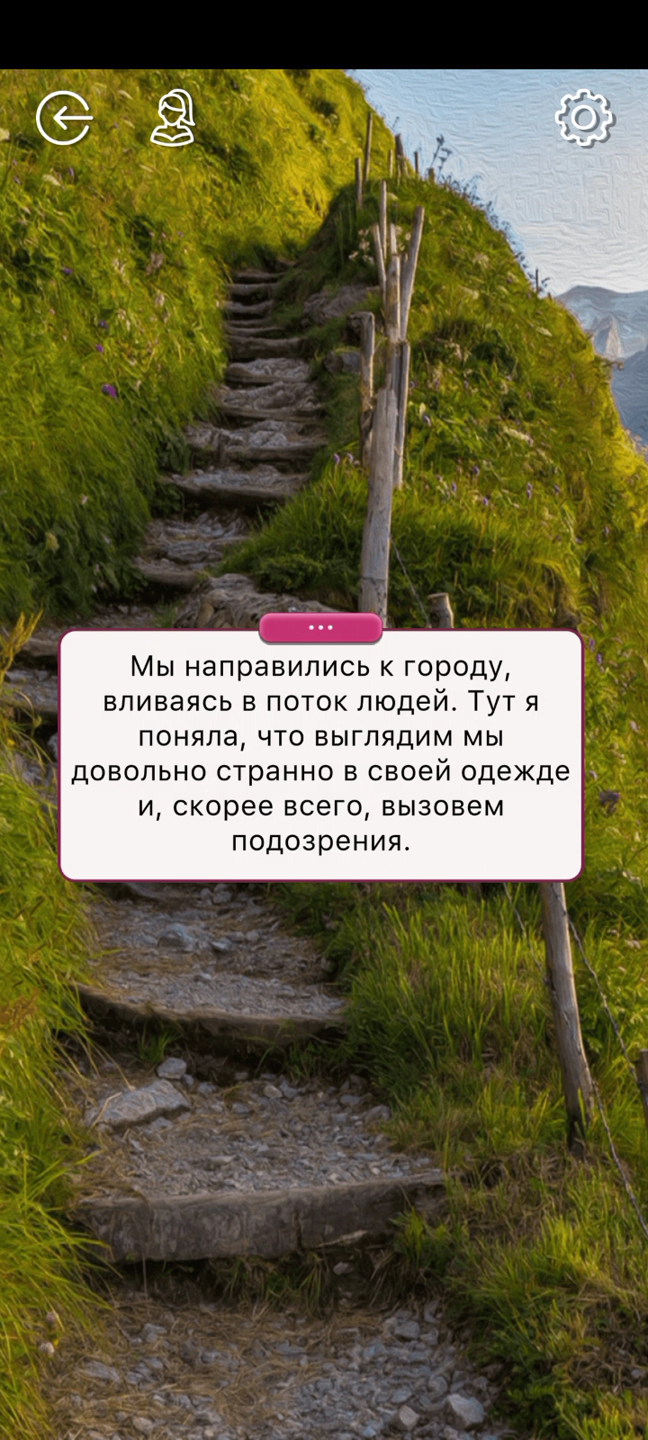 Мы направились к городу,
вливаясь в поток людей. Тут я
поняла, что выглядим мы
довольно странно в своей одежде
и, скорее всего, вызовем
подозрения.